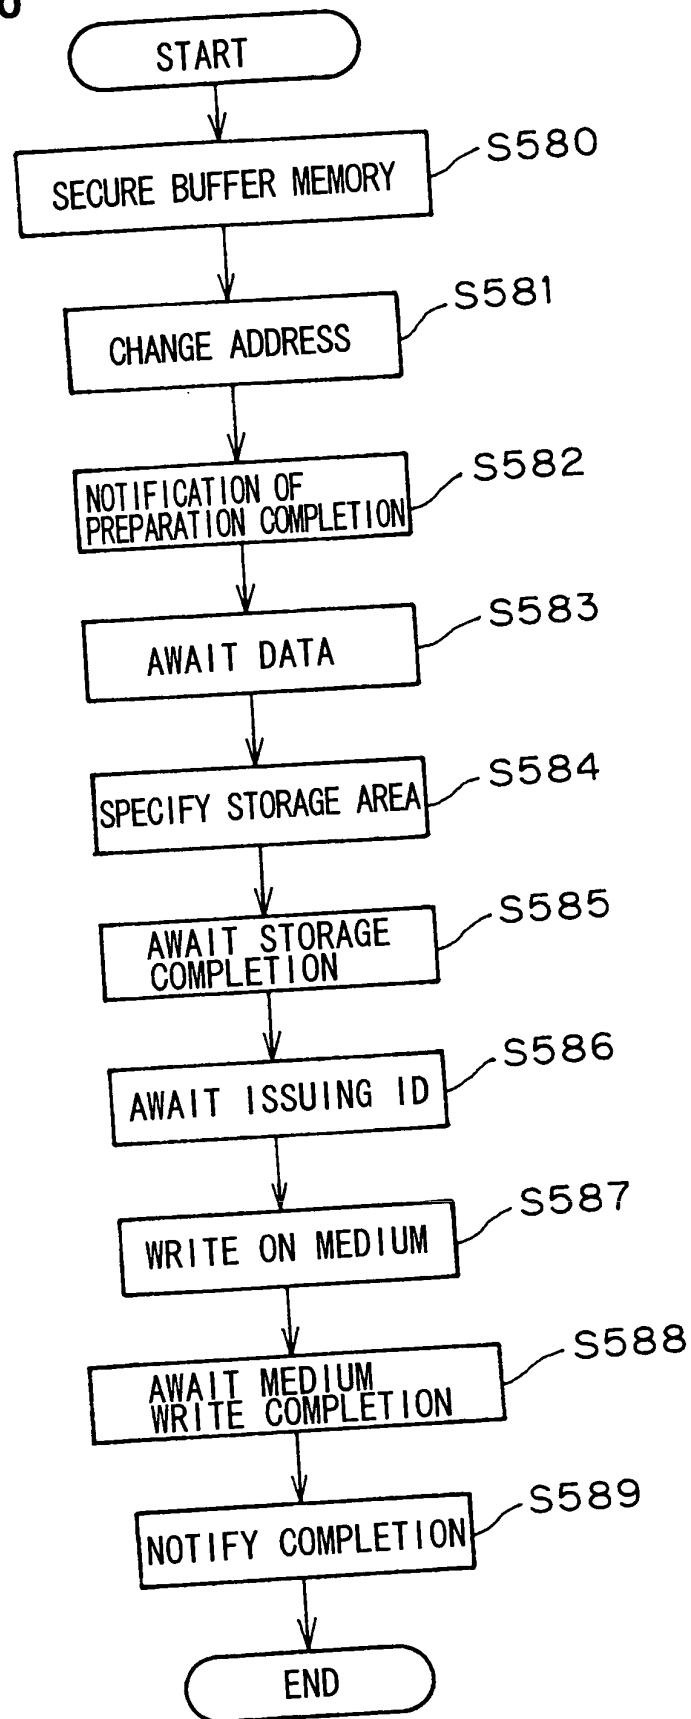 START
SECURE BUFFER MEMORY
S580
CHANGE ADDRESS
S581
NOTIFICATION OF
PREPARATION COMPLETION
S582
AWAIT DATA
S583
SPECIFY STORAGE AREA
S584
AWAIT STORAGE
COMPLETION
S585
AWAIT ISSUING ID
S586
WRITE ON MEDIUM
S587
AWAIT MEDIUM
WRITE COMPLETION
S588
NOTIFY COMPLETION
S589
END